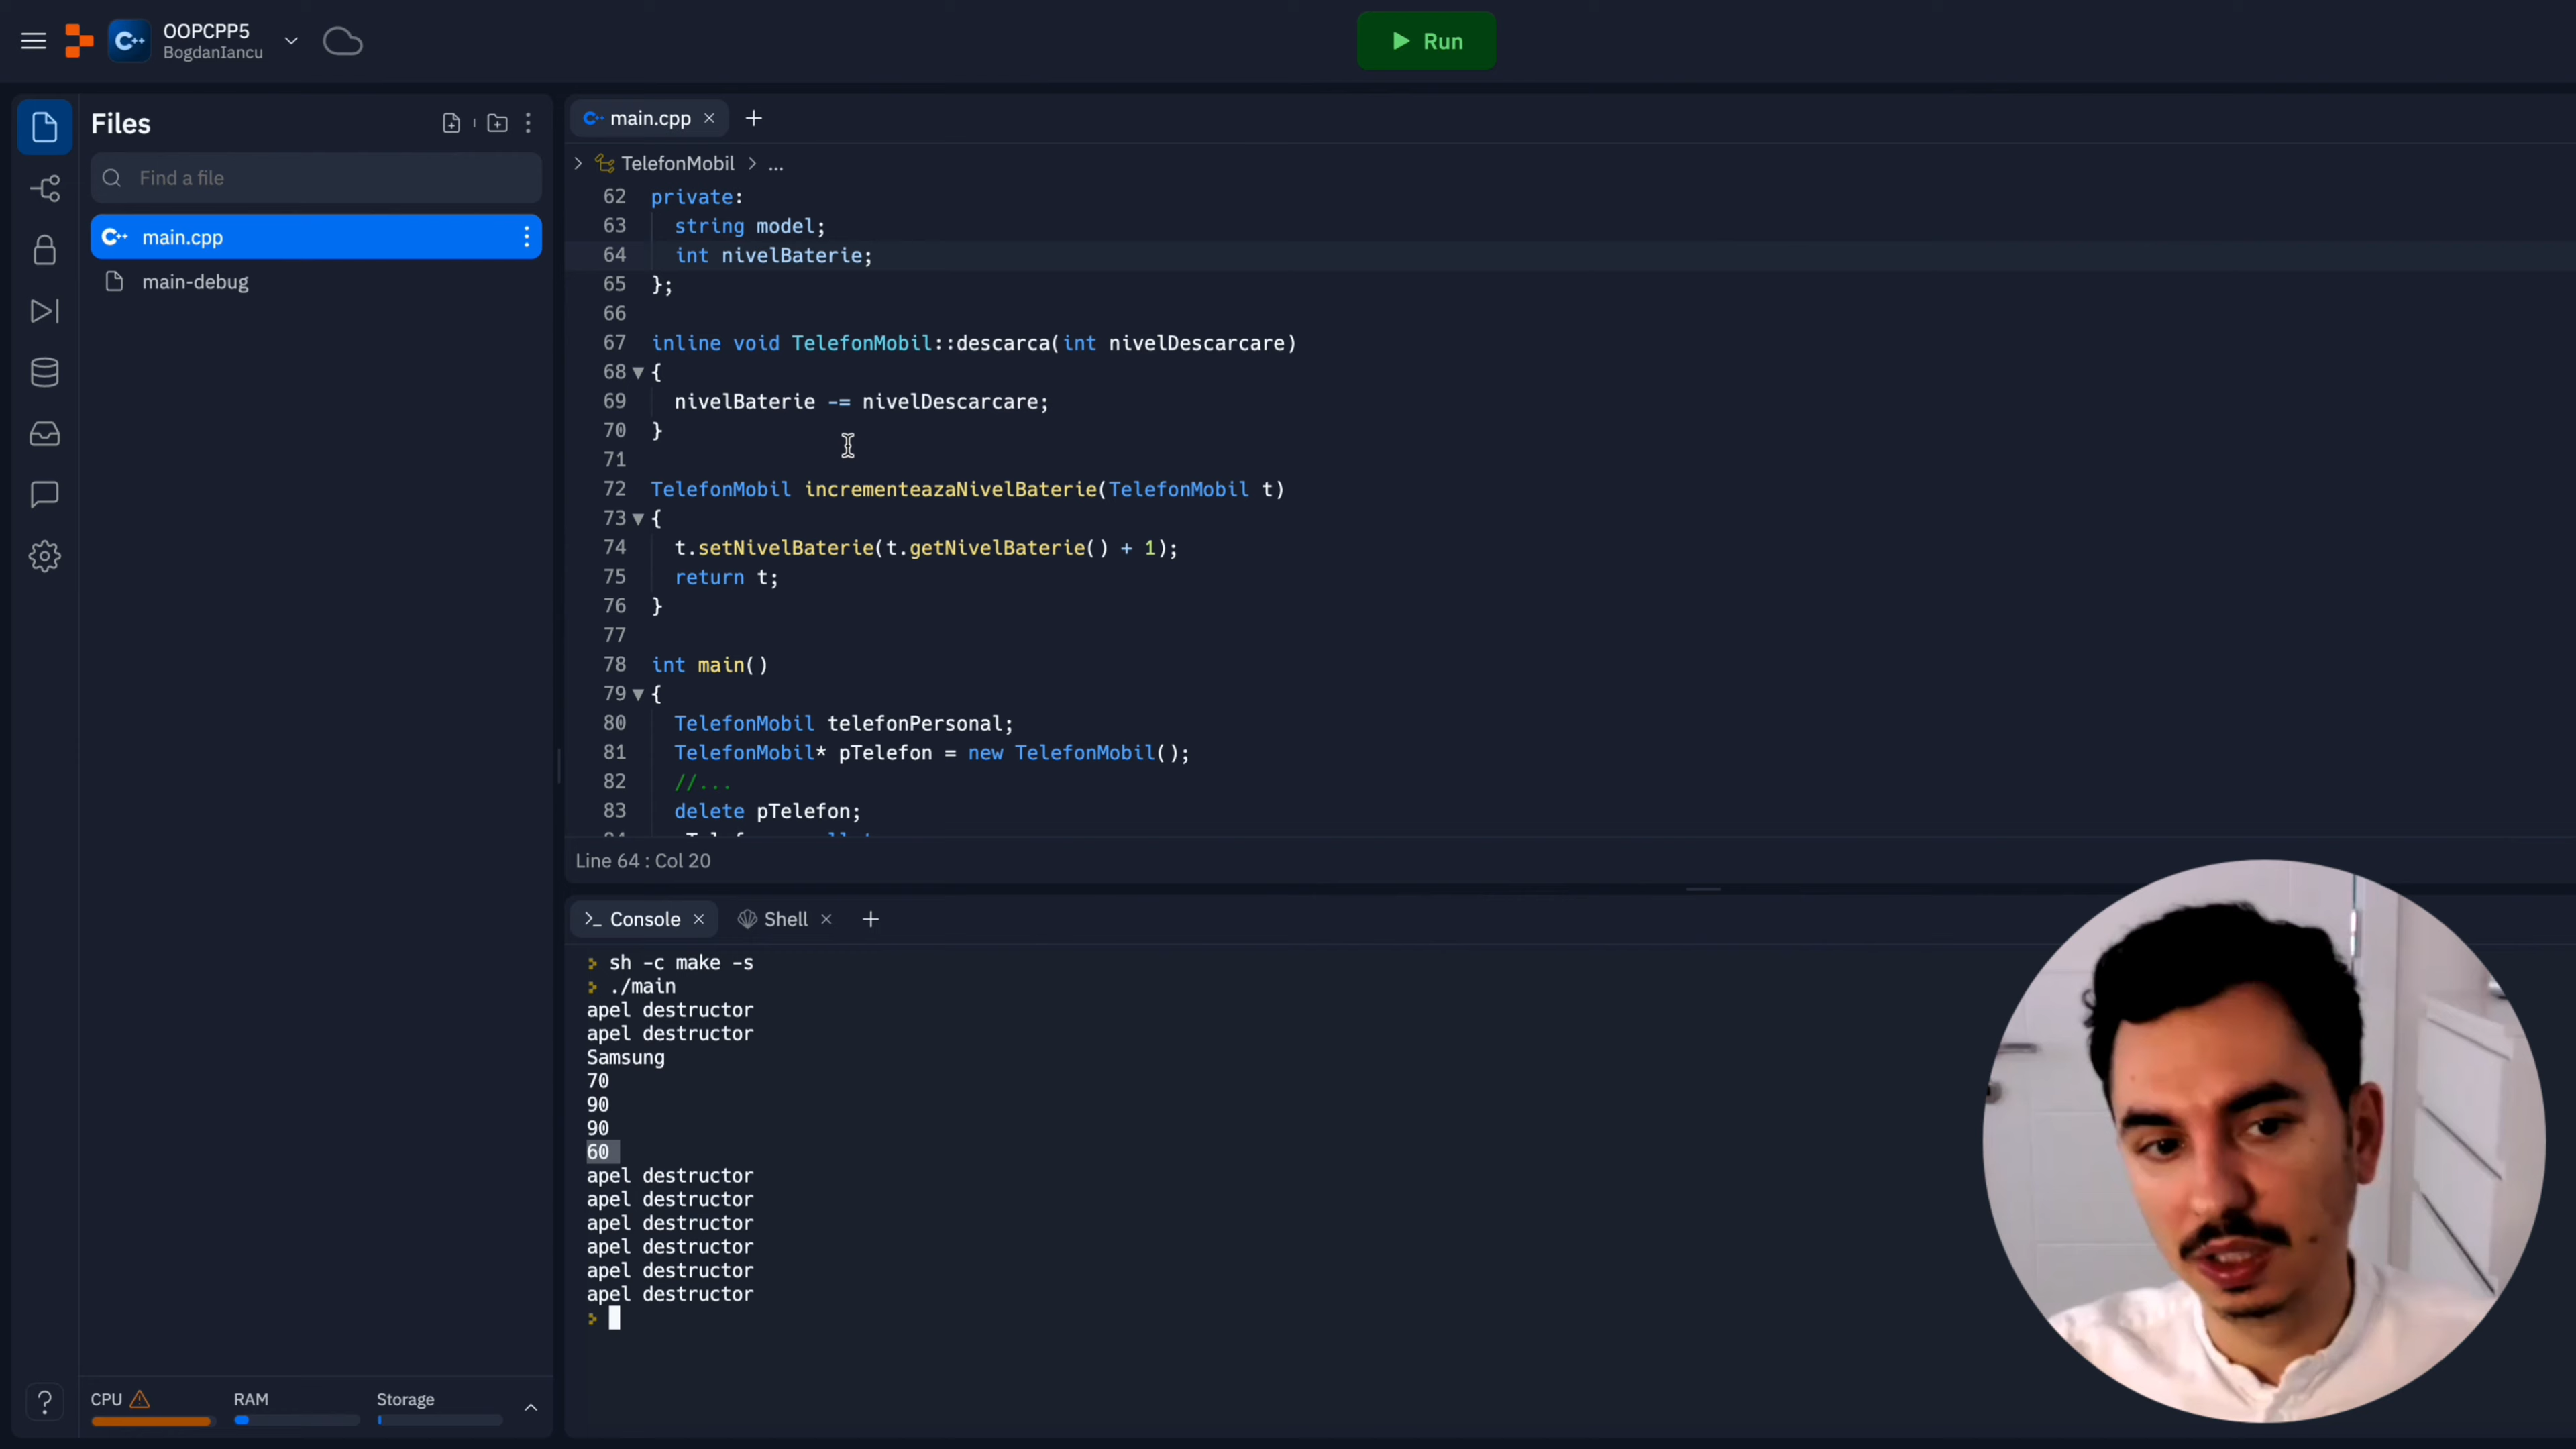 OOPCPP5
BogdanIancu
Run
Files
Find a file
main.cpp
main-debug
main.cpp
TelefonMobil > ...
62 private:
63 string model;
64 int nivelBaterie;
65 };
66
67 inline void TelefonMobil::descarca(int nivelDescarcare)
68 {
69 nivelBaterie -= nivelDescarcare;
70 }
71
72 TelefonMobil incrementeazaNivelBaterie(TelefonMobil t)
73 {
74 t.setNivelBaterie(t.getNivelBaterie() + 1);
75 return t;
76 }
77
78 int main()
79 {
80 TelefonMobil telefonPersonal;
81 TelefonMobil* pTelefon = new TelefonMobil();
82 //...
83 delete pTelefon;
Line 64 : Col 20
Console
Shell
sh -c make -s
./main
apel destructor
apel destructor
Samsung
70
90
90
60
apel destructor
apel destructor
apel destructor
apel destructor
apel destructor
apel destructor
CPU
RAM
Storage